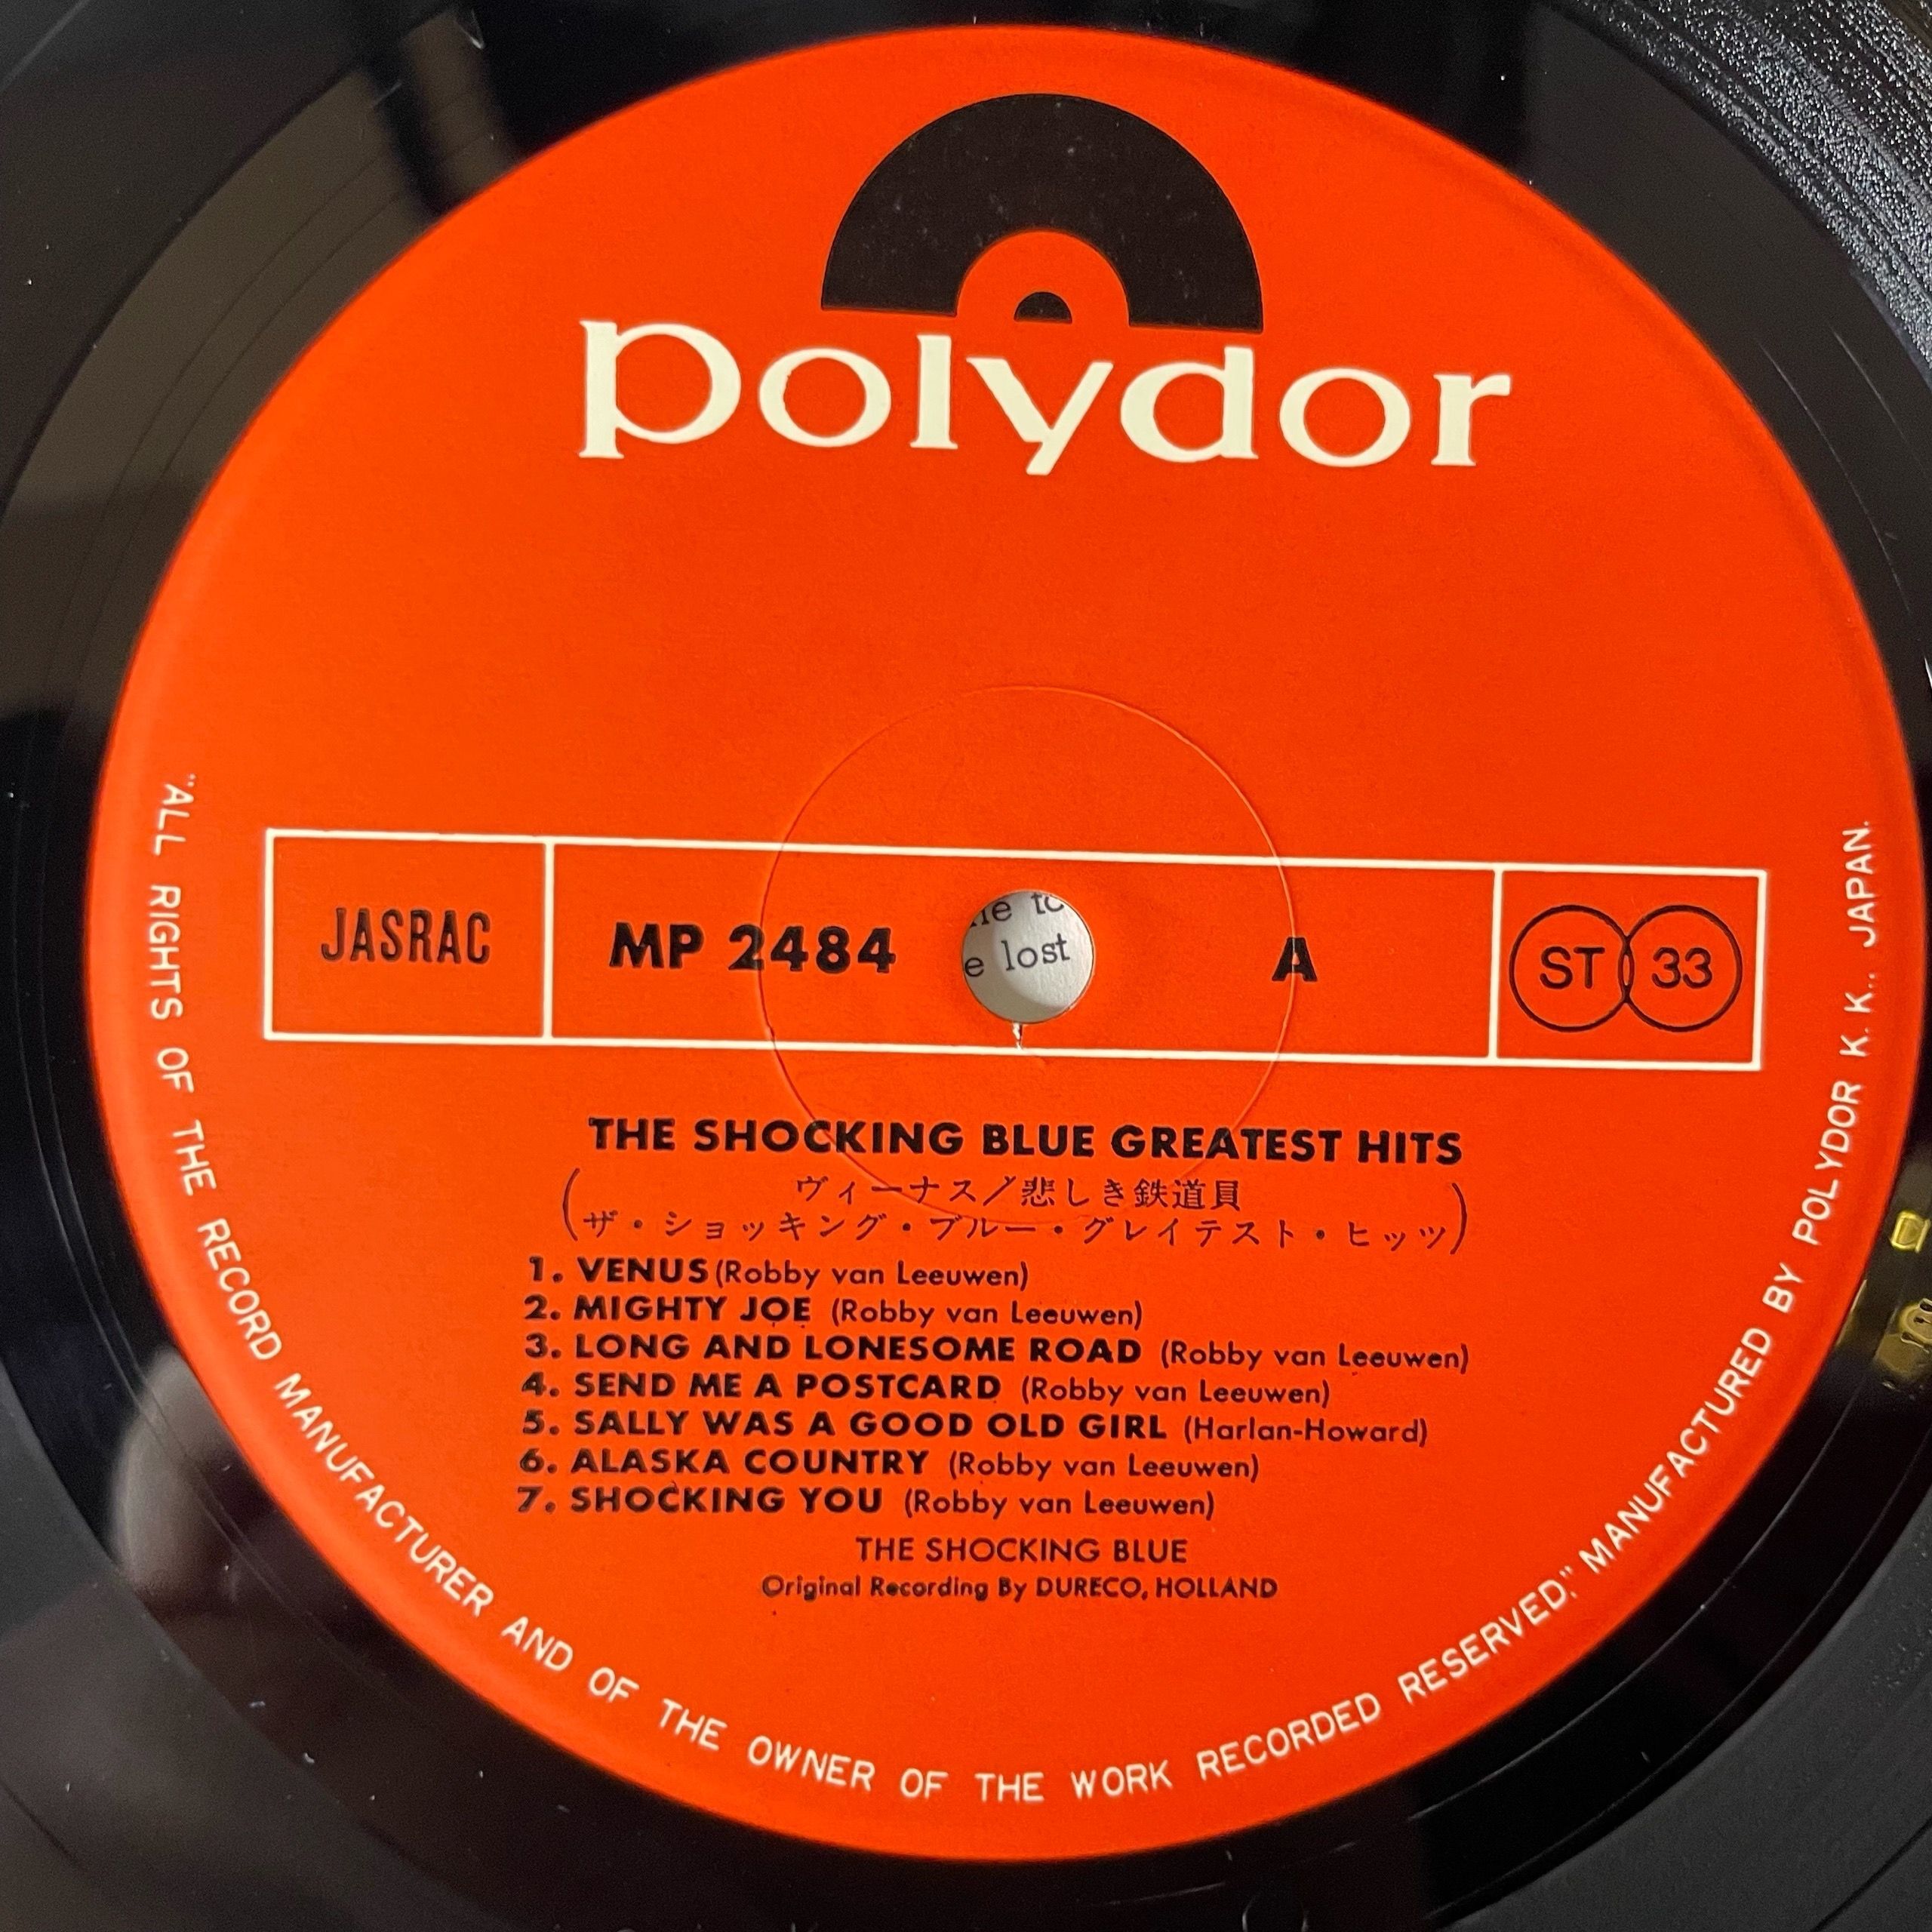 polydor
JASRAC
MP 2484
to
lost
A
ST 33
THE SHOCKING BLUE GREATEST HITS
(ヴィーナス/悲しき鉄道員
ザ・ショッキング・ブルー・グレイテスト・ヒッツ)
1. VENUS (Robby van Leeuwen)
2. MIGHTY JOE (Robby van Leeuwen)
3. LONG AND LONESOME ROAD (Robby van Leeuwen)
4. SEND ME A POSTCARD (Robby van Leeuwen)
5. SALLY WAS A GOOD OLD GIRL (Harlan-Howard)
6. ALASKA COUNTRY (Robby van Leeuwen)
7. SHOCKING YOU (Robby van Leeuwen)
THE SHOCKING BLUE
Original Recording By DURECO, HOLLAND
"ALL RIGHTS OF THE RECORD MANUFACTURER AND OF THE OWNER OF THE WORK RECORDED RESERVED," MANUFACTURED BY POLYDOR K. K., JAPAN.